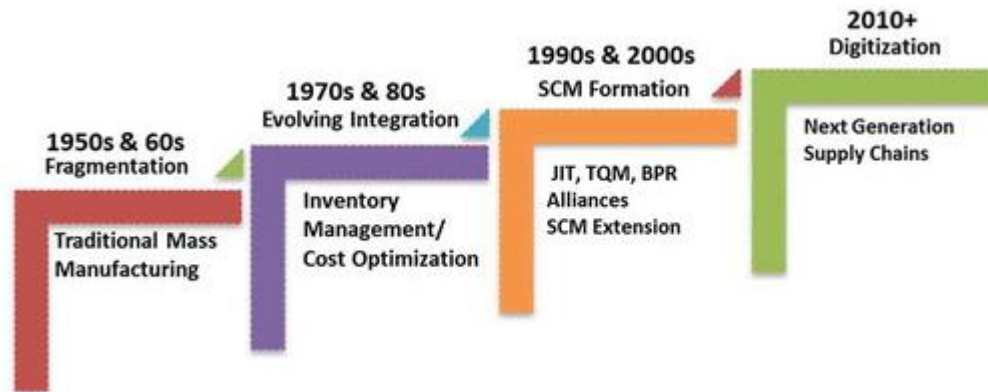 1950s & 60s
Fragmentation
Traditional Mass
Manufacturing
1970s & 80s
Evolving Integration
Inventory
Management/
Cost Optimization
1990s & 2000s
SCM Formation
JIT, TQM, BPR
Alliances
SCM Extension
2010+
Digitization
Next Generation
Supply Chains